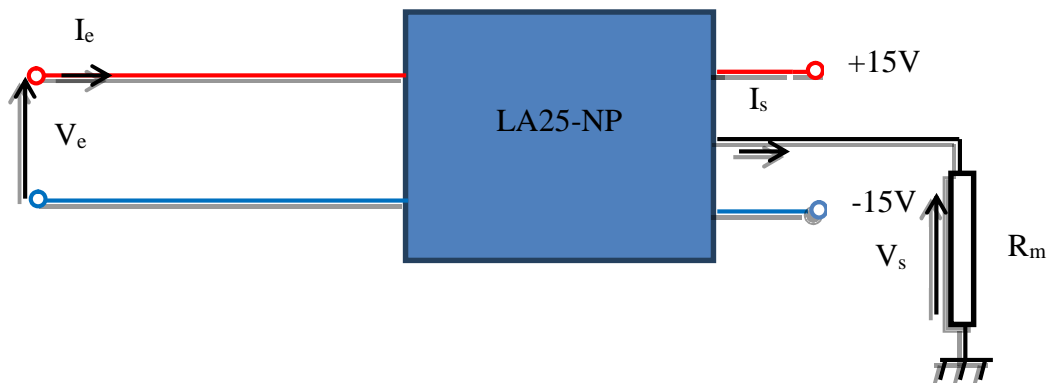 Ie
+15V
Is
LA25-NP
Ve
-15V
Vs
Rm